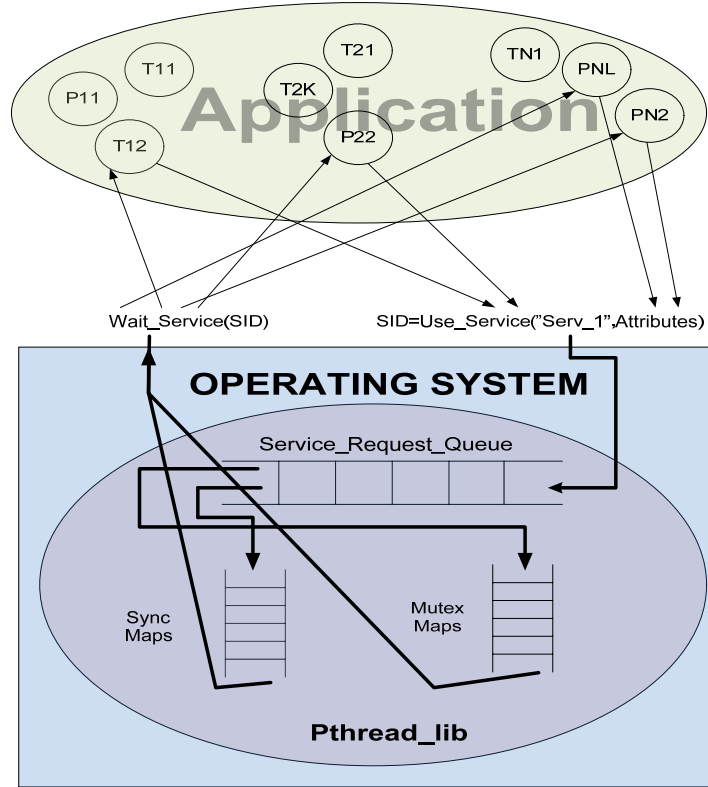 T21
TN1
T11
PNL
T2K
P11
Application
PN2
P22
T12
Wait_Service(SID)
SID=Use_Service("Serv_1",Attributes)
OPERATING SYSTEM
Service_Request_Queue
Sync
Maps
Mutex
Maps
Pthread_lib